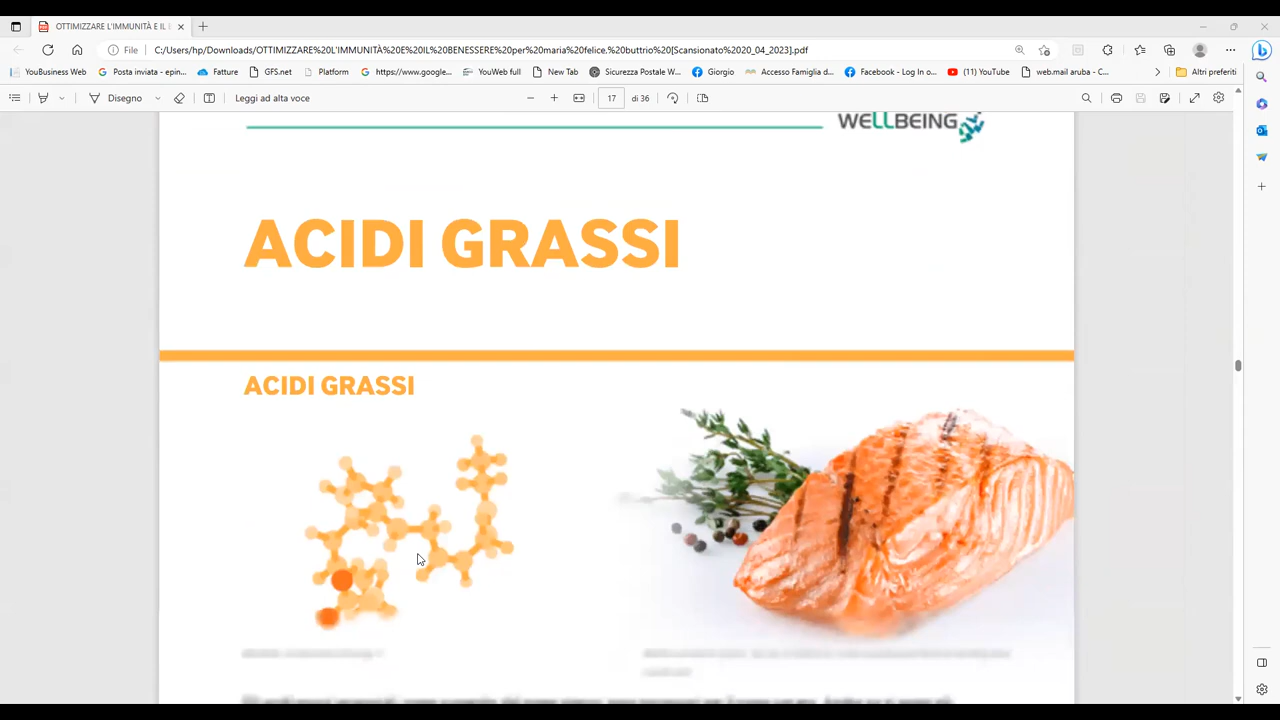 OTTIMIZZARE L'IMMUNITÀ E IL
File C:/Users/hp/Downloads/OTTIMIZZARE%20L'IMMUNITÀ%20E%20IL%20BENESSERE%20per%20maria%20felice,%20buttrio%20[Scansionato%2020_04_2023].pdf
YouBusiness Web Posta inviata - epin... Fatture GFS.net Platform https://www.google... YouWeb full New Tab Sicurezza Postale W... Giorgio Accesso Famiglia d... Facebook - Log In o... (11) YouTube web.mail aruba - C... Altri preferiti
Disegno Leggi ad alta voce 17 di 36
WELLBEING
ACIDI GRASSI
ACIDI GRASSI